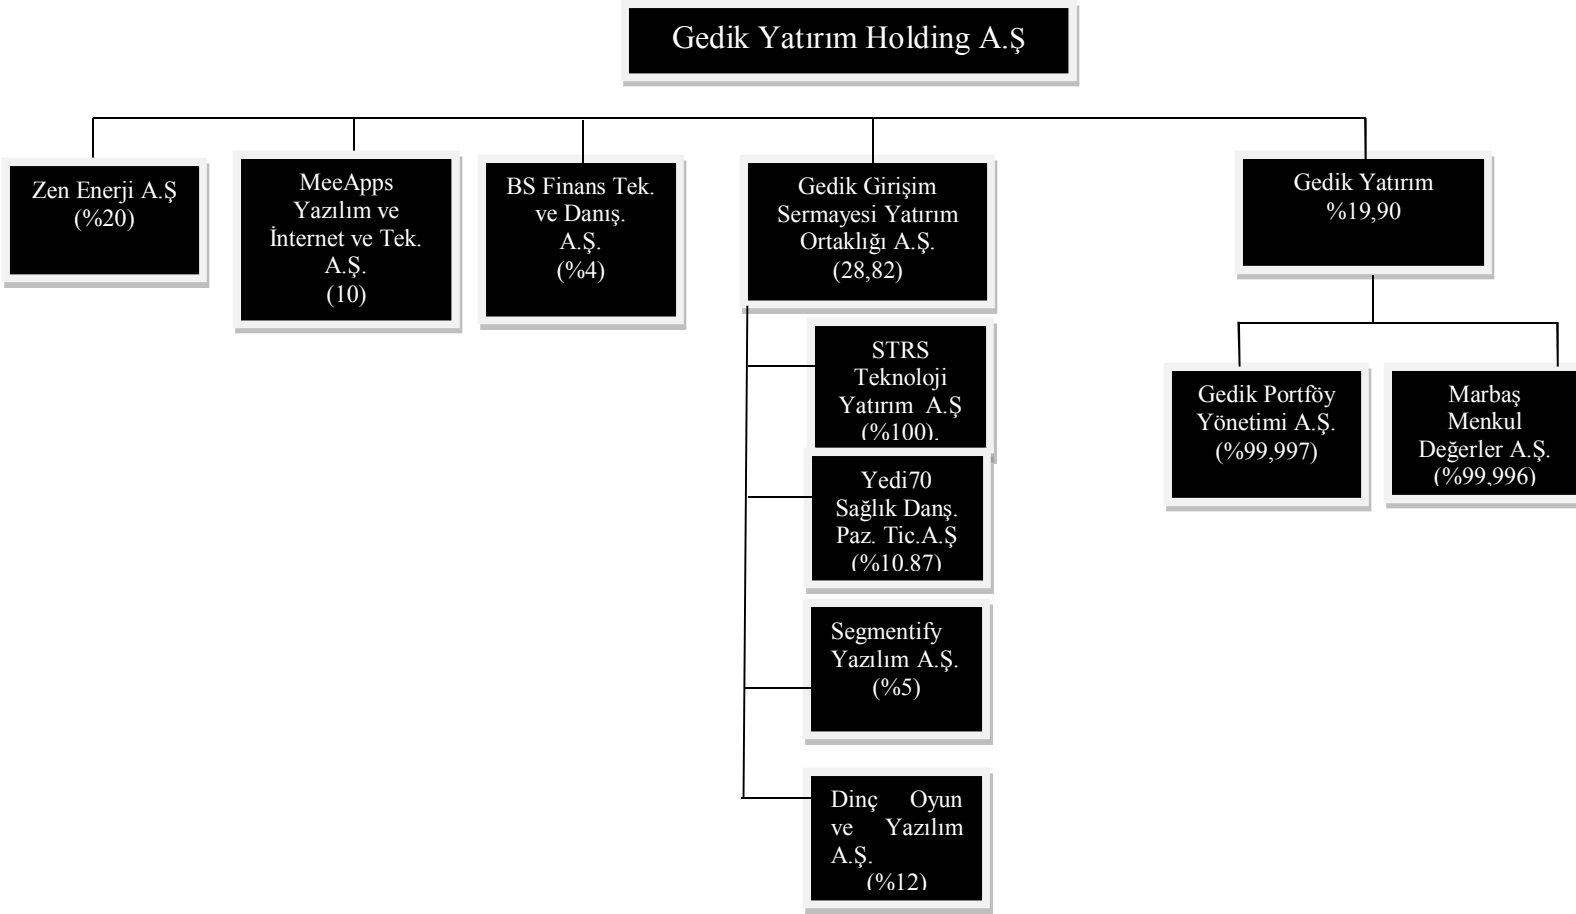 Gedik Yatırım Holding A.Ş
Zen Enerji A.Ş
(%20)
MeeApps
Yazılım ve
İnternet ve Tek.
A.Ş.
(10)
BS Finans Tek.
ve Danış.
A.Ş.
(%4)
Gedik Girişim
Sermayesi Yatırım
Ortaklığı A.Ş.
(28,82)
Gedik Yatırım
%19,90
STRS
Teknoloji
Yatırım A.Ş
(%100).
Yedi70
Sağlık Danş.
Paz. Tic.A.Ş
(%10,87)
Segmentify
Yazılım A.Ş.
(%5)
Dinç Oyun
ve Yazılım
A.Ş.
(%12)
Gedik Portföy
Yönetimi A.Ş.
(%99,997)
Marbaş
Menkul
Değerler A.Ş.
(%99,996)